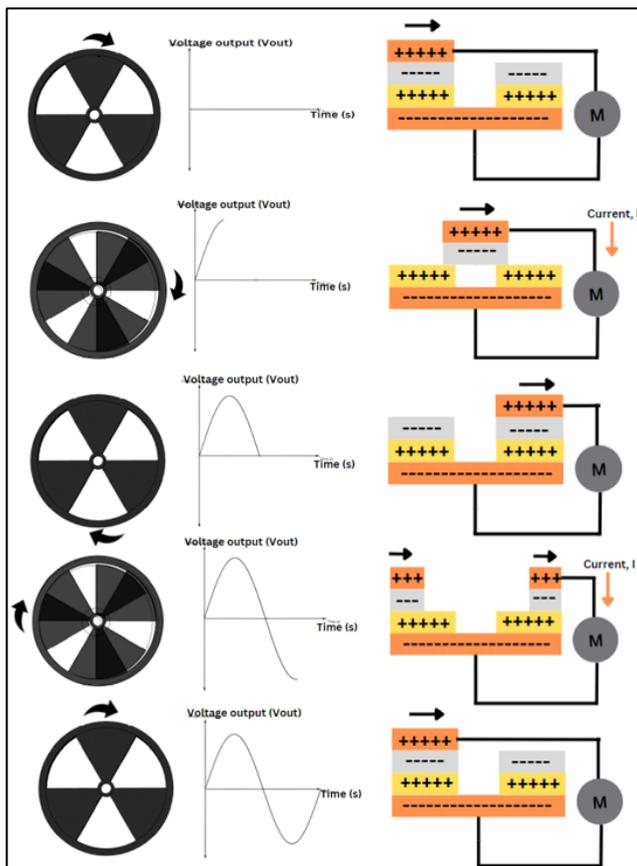 Voltage output (Vout)
+++++
----- -----
+++++ +++++
Time (s)
M
--------------------
Voltage output (Vout)
Current, I
+++++
-----
+++++ +++++
Time (s)
M
--------------------
Voltage output (Vout)
+++++
----- -----
+++++ +++++
Time (s)
M
--------------------
Voltage output (Vout)
Current, I
+++ +++
--- ---
+++++ +++++
Time (s)
M
--------------------
Voltage output (Vout)
+++++
----- -----
+++++ +++++
Time (s)
M
--------------------